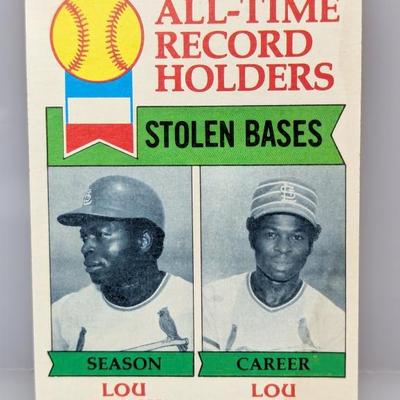 ALL-TIME
RECORD
HOLDERS
STOLEN BASES
SEASON CAREER
LOU LOU